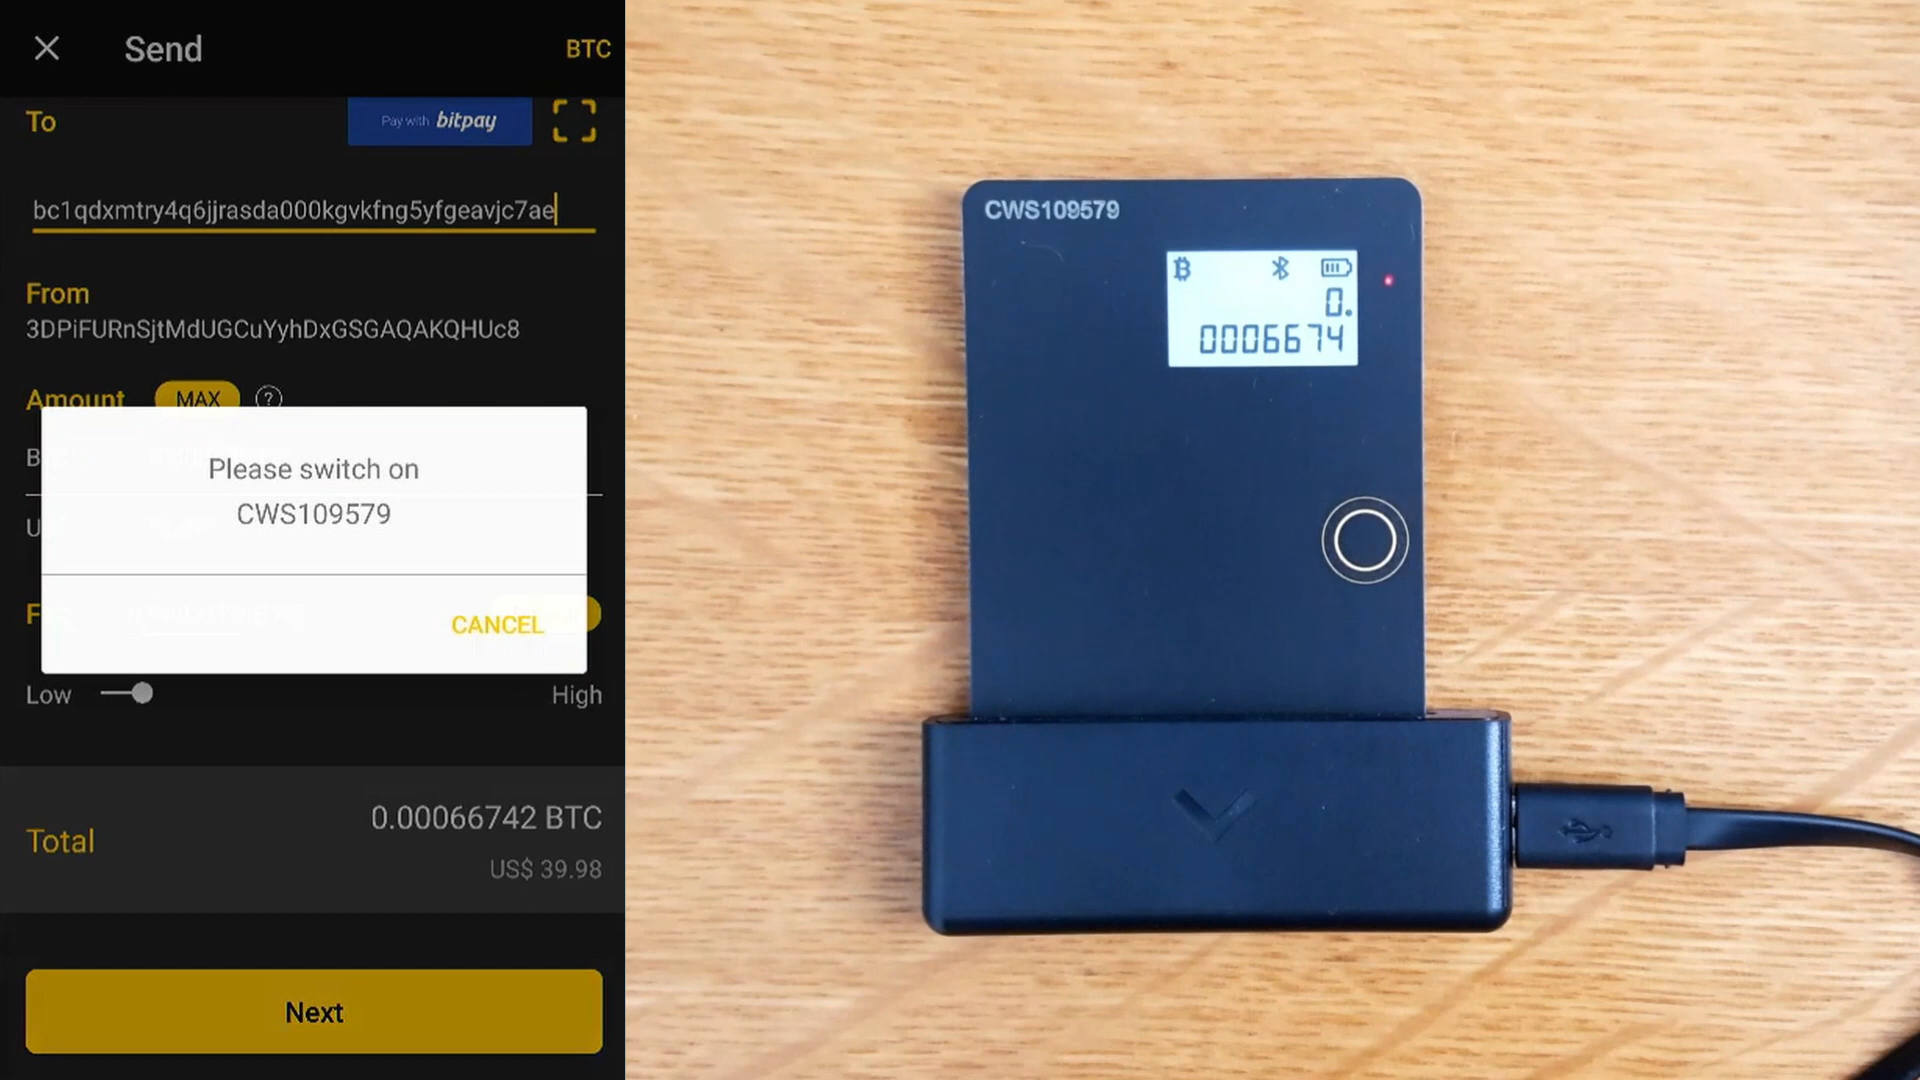 Send
BTC
To
Pay with bitpay
bc1qdxmtry4q6jjrasda000kgvkfng5yfgeavjc7ae
From
3DPiFURnSjtMdUGCuYyhDxGSGAQAKQHUc8
Amount MAX ?
Please switch on
CWS109579
CANCEL
Low
High
Total
0.00066742 BTC
US$ 39.98
Next
CWS109579
0.
0006674